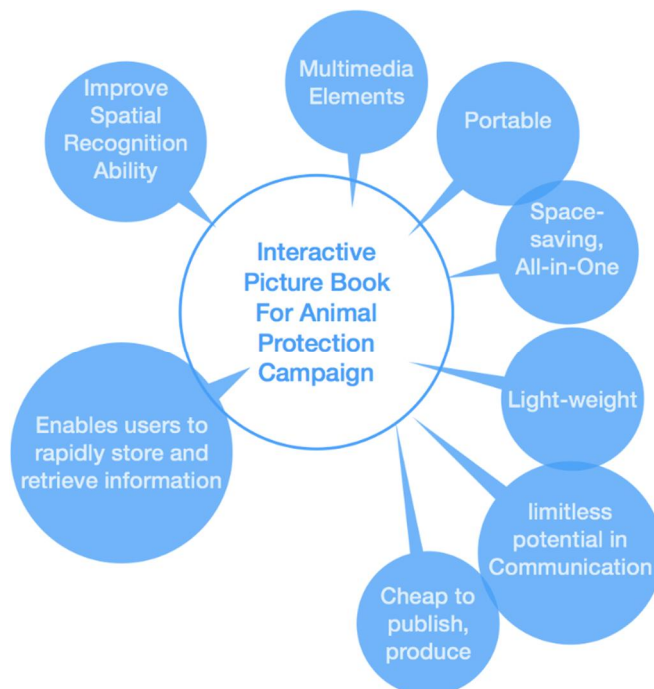 Improve
Spatial
Recognition
Ability
Multimedia
Elements
Portable
Space-
saving,
All-in-One
Interactive
Picture Book
For Animal
Protection
Campaign
Light-weight
Enables users to
rapidly store and
retrieve information
limitless
potential in
Communication
Cheap to
publish,
produce